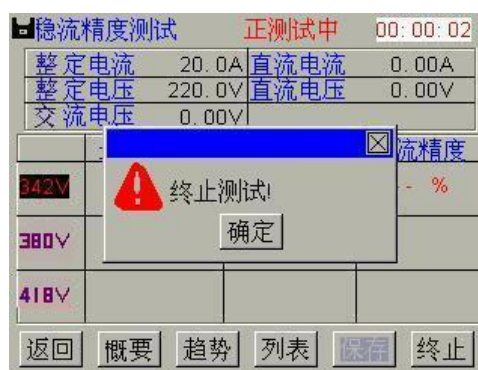 稳流精度测试 正测试中 00:00:02
整定电流 20.0A 直流电流 0.00A
整定电压 220.0V 直流电压 0.00V
交流电压 0.00V
流精度
342V 终止测试! - %
380V 确定
418V
返回 概要 趋势 列表 保存 终止